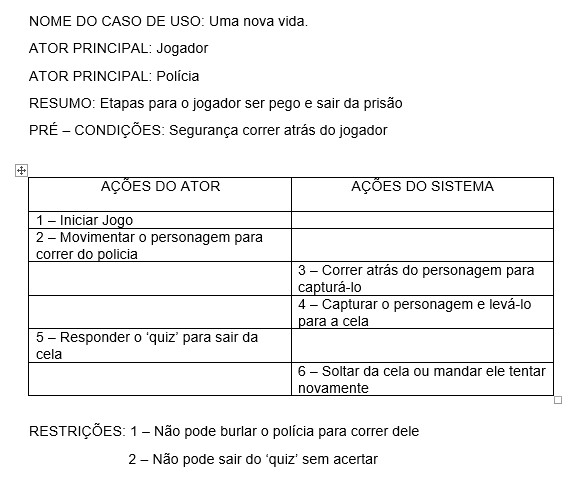 NOME DO CASO DE USO: Uma nova vida.
ATOR PRINCIPAL: Jogador
ATOR PRINCIPAL: Polícia
RESUMO: Etapas para o jogador ser pego e sair da prisão
PRÉ – CONDIÇÕES: Segurança correr atrás do jogador
AÇÕES DO ATOR AÇÕES DO SISTEMA
1 – Iniciar Jogo
2 – Movimentar o personagem para
correr do policia
3 – Correr atrás do personagem para
capturá-lo
4 – Capturar o personagem e levá-lo
para a cela
5 – Responder o ‘quiz’ para sair da
cela
6 – Soltar da cela ou mandar ele tentar
novamente
RESTRIÇÕES: 1 – Não pode burlar o polícia para correr dele
2 – Não pode sair do ‘quiz’ sem acertar